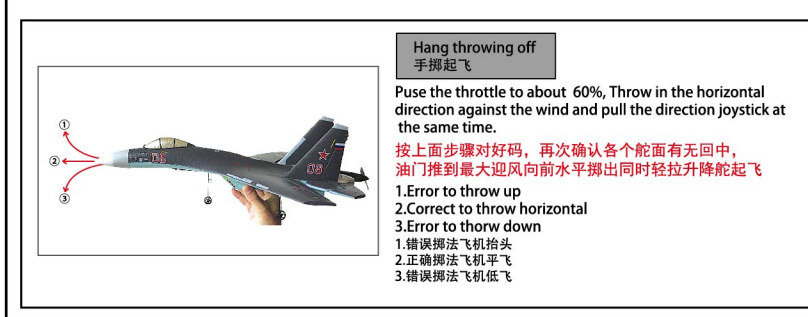 Hang throwing off
手掷起飞
Puse the throttle to about 60%, Throw in the horizontal
direction against the wind and pull the direction joystick at
the same time.
按上面步骤对好码，再次确认各个舵面有无回中，
油门推到最大迎风向前水平掷出同时轻拉升降舵起飞
1.Error to throw up
2.Correct to throw horizontal
3.Error to thorw down
1.错误掷法飞机抬头
2.正确掷法飞机平飞
3.错误掷法飞机低飞
①
②
③
05
05